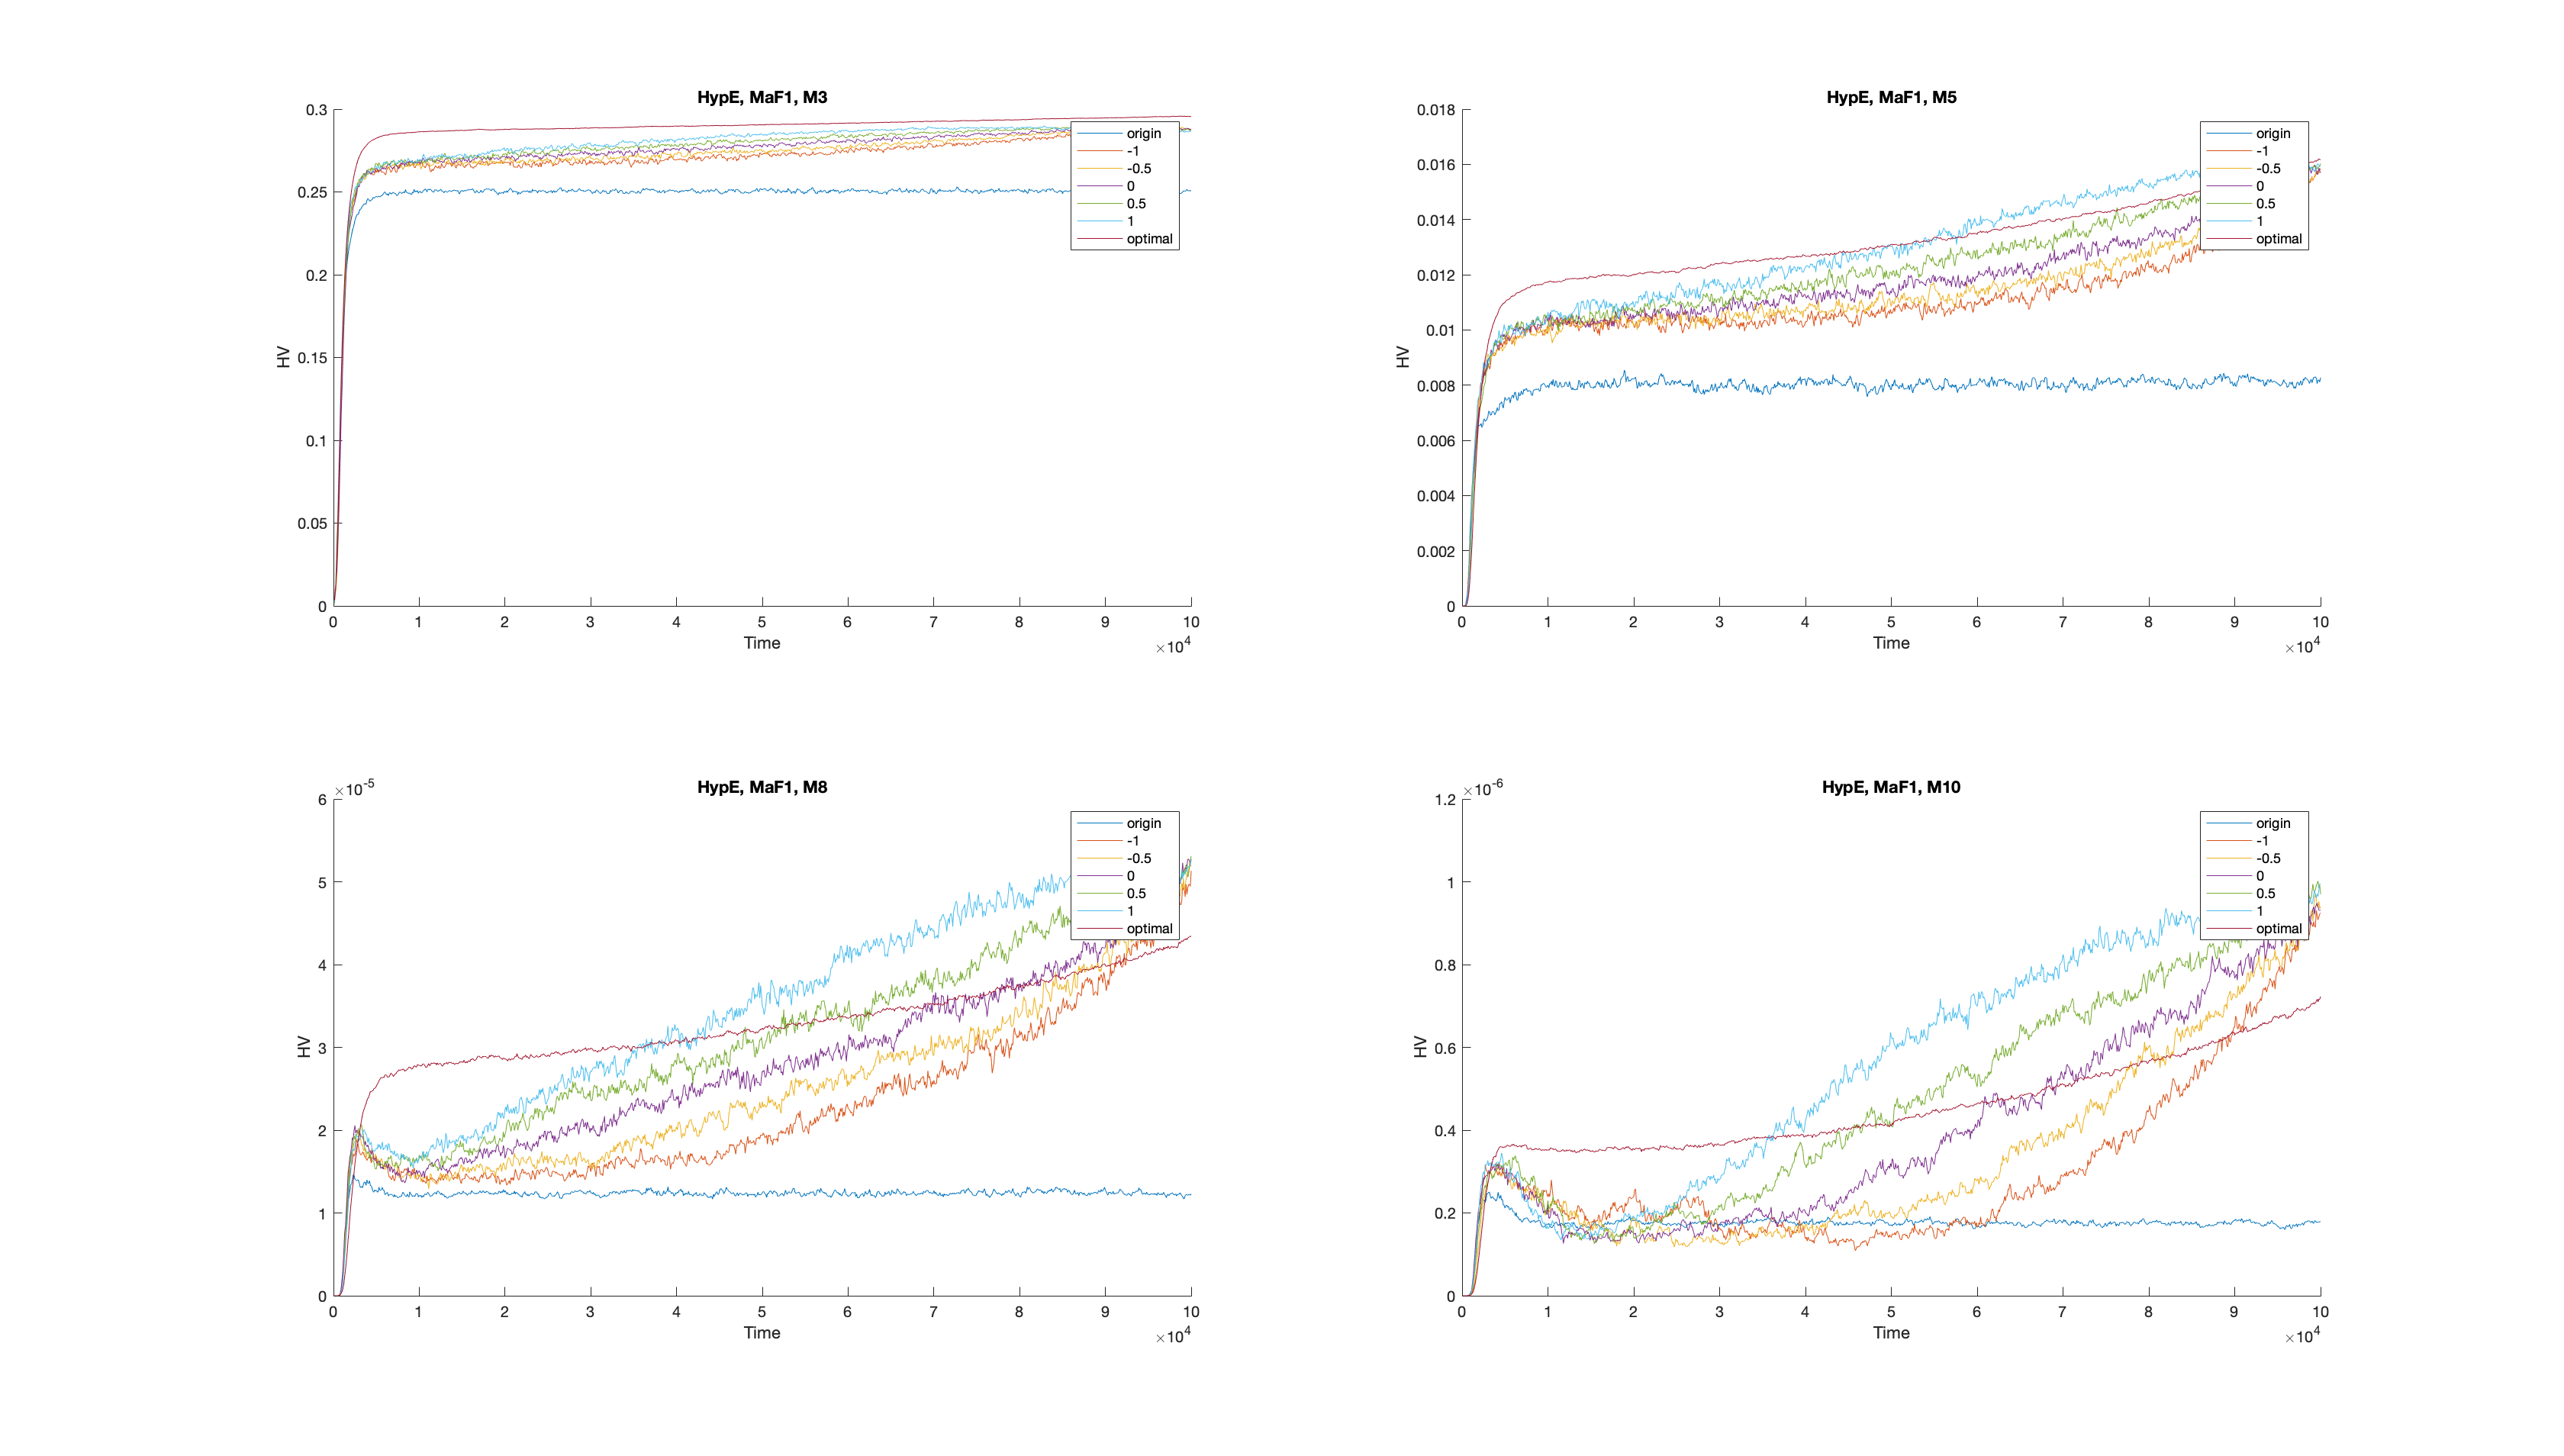 HypE, MaF1, M3
0.3
0.25
0.2
0.15
0.1
0.05
0
HV
0 1 2 3 4 5 6 7 8 9 10
Time
×10^4
origin
-1
-0.5
0
0.5
1
optimal
HypE, MaF1, M5
0.018
0.016
0.014
0.012
0.01
0.008
0.006
0.004
0.002
0
HV
0 1 2 3 4 5 6 7 8 9 10
Time
×10^4
origin
-1
-0.5
0
0.5
1
optimal
HypE, MaF1, M8
×10^-5
6
5
4
3
2
1
0
HV
0 1 2 3 4 5 6 7 8 9 10
Time
×10^4
origin
-1
-0.5
0
0.5
1
optimal
HypE, MaF1, M10
×10^-6
1.2
1
0.8
0.6
0.4
0.2
0
HV
0 1 2 3 4 5 6 7 8 9 10
Time
×10^4
origin
-1
-0.5
0
0.5
1
optimal